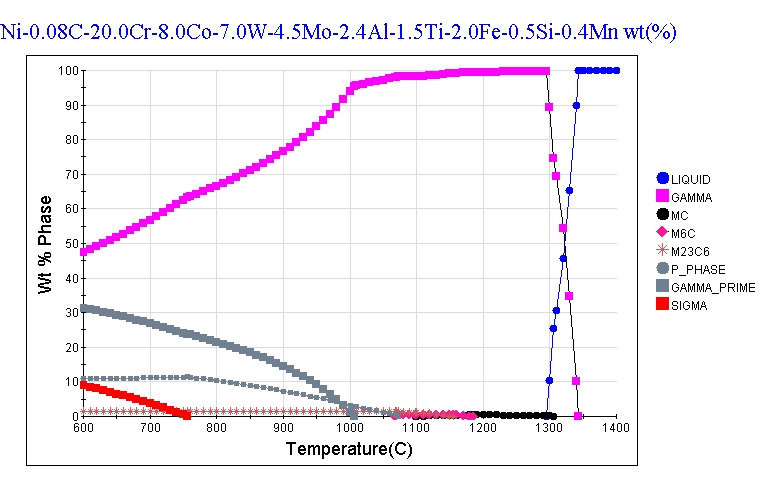 Ni-0.08C-20.0Cr-8.0Co-7.0W-4.5Mo-2.4Al-1.5Ti-2.0Fe-0.5Si-0.4Mn wt(%)
100
90
80
70
60
50
40
30
20
10
0
Wt % Phase
600 700 800 900 1000 1100 1200 1300 1400
Temperature(C)
LIQUID
GAMMA
MC
M6C
M23C6
P_PHASE
GAMMA_PRIME
SIGMA